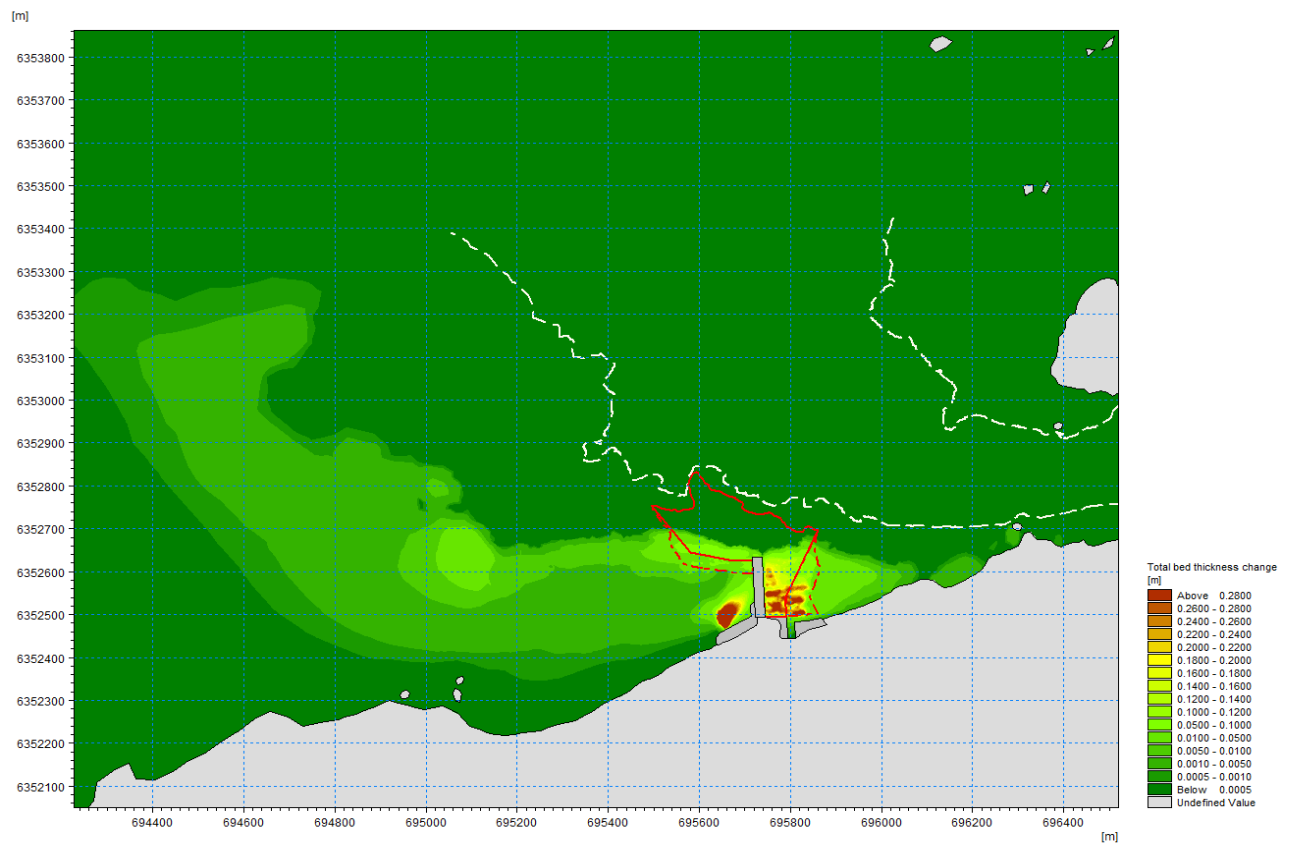 [m]
6353800
6353700
6353600
6353500
6353400
6353300
6353200
6353100
6353000
6352900
6352800
6352700
6352600
6352500
6352400
6352300
6352200
6352100
694400 694600 694800 695000 695200 695400 695600 695800 696000 696200 696400
[m]
Total bed thickness change
[m]
Above 0.2800
0.2600 - 0.2800
0.2400 - 0.2600
0.2200 - 0.2400
0.2000 - 0.2200
0.1800 - 0.2000
0.1600 - 0.1800
0.1400 - 0.1600
0.1200 - 0.1400
0.1000 - 0.1200
0.0500 - 0.1000
0.0100 - 0.0500
0.0050 - 0.0100
0.0010 - 0.0050
0.0005 - 0.0010
Below 0.0005
Undefined Value